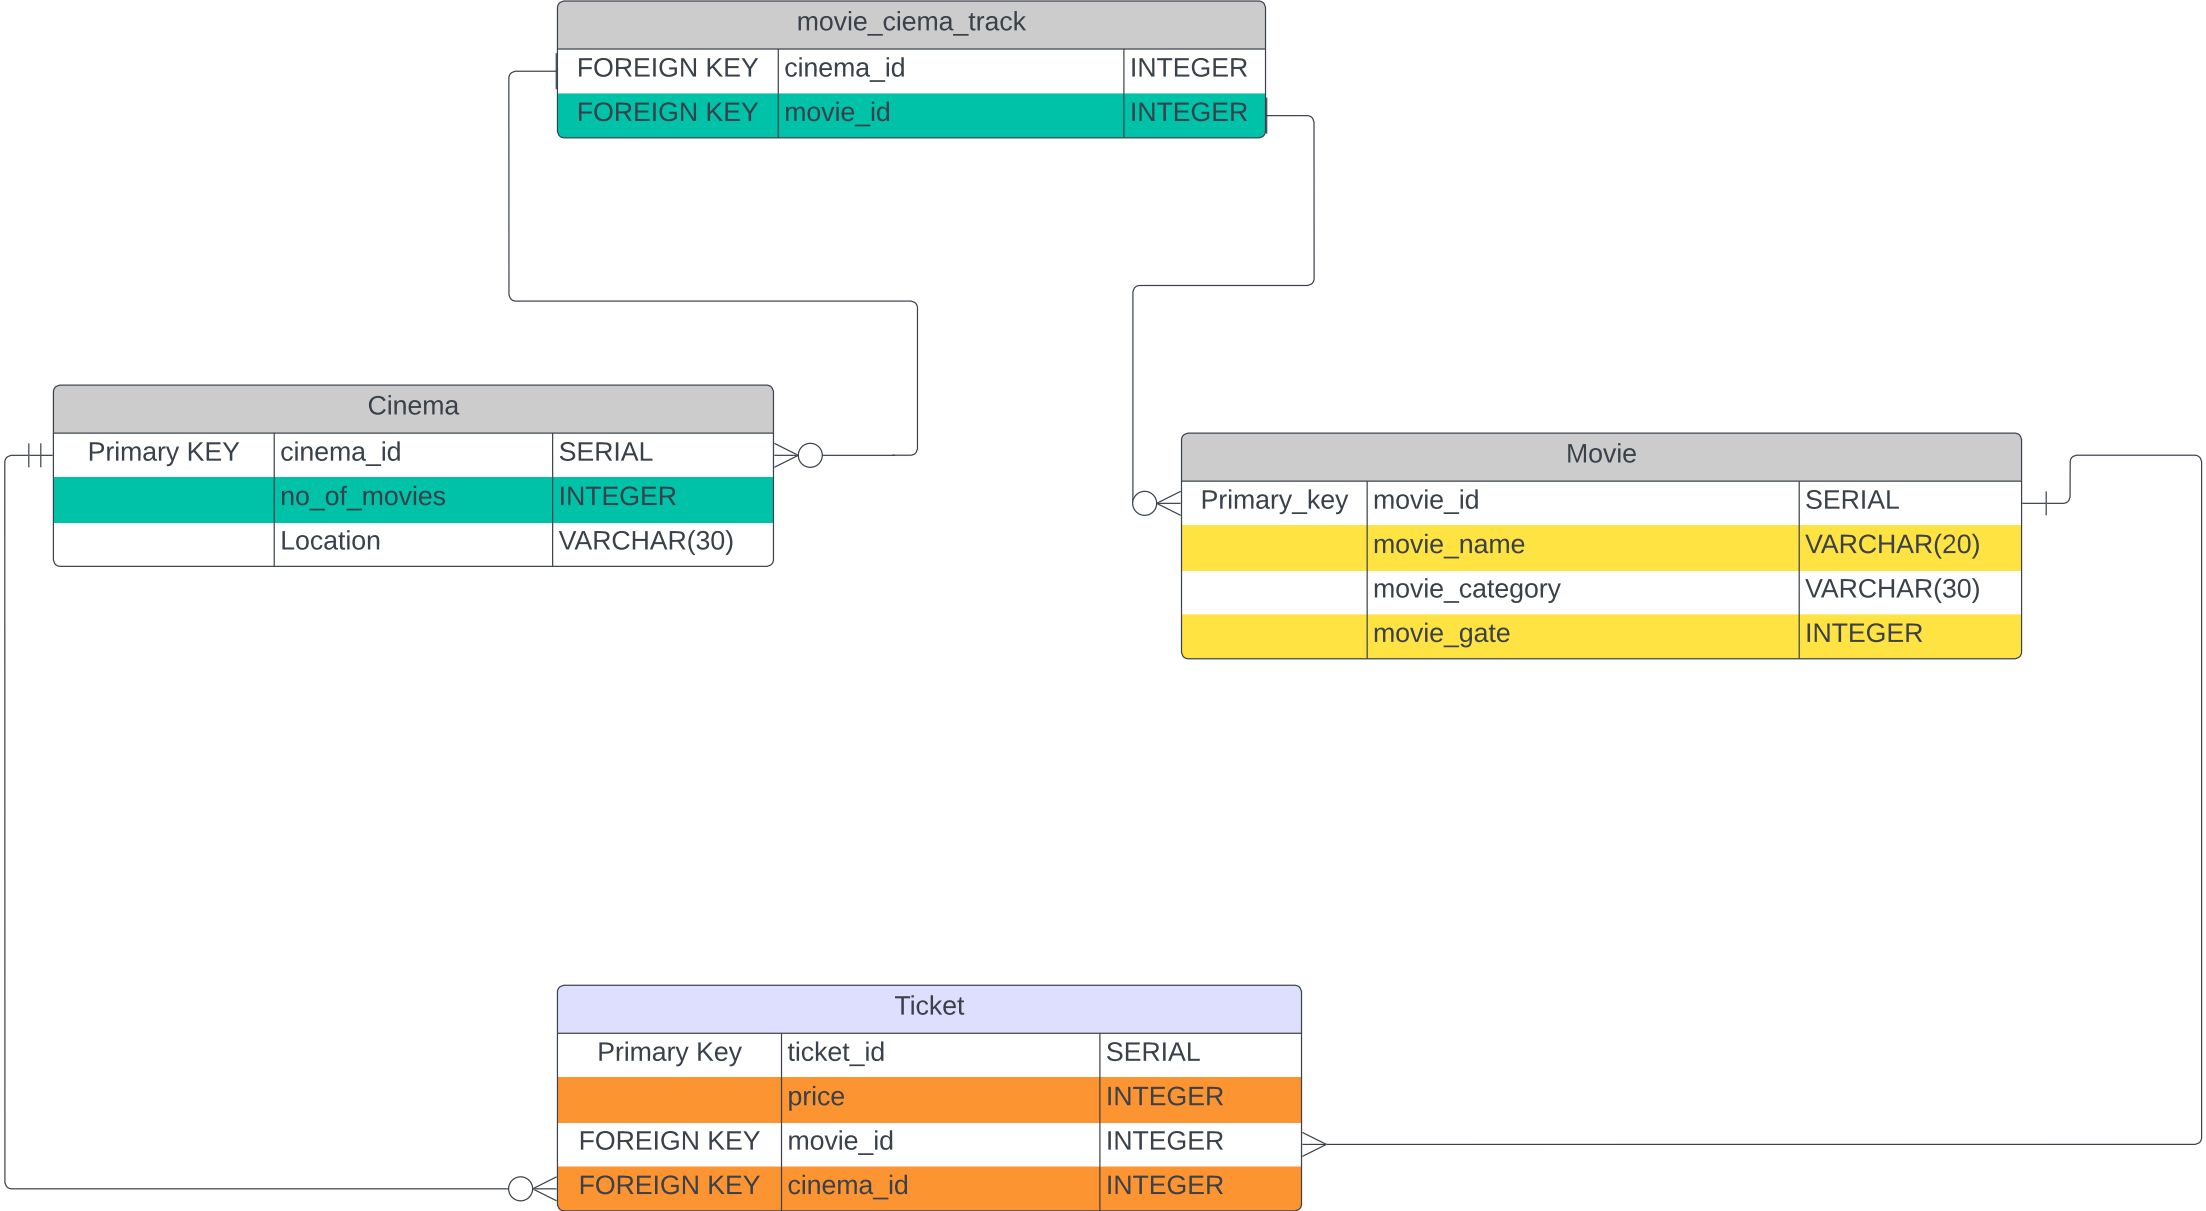 movie_ciema_track
FOREIGN KEY cinema_id INTEGER
FOREIGN KEY movie_id INTEGER
Cinema
Primary KEY cinema_id SERIAL
no_of_movies INTEGER
Location VARCHAR(30)
Movie
Primary_key movie_id SERIAL
movie_name VARCHAR(20)
movie_category VARCHAR(30)
movie_gate INTEGER
Ticket
Primary Key ticket_id SERIAL
price INTEGER
FOREIGN KEY movie_id INTEGER
FOREIGN KEY cinema_id INTEGER